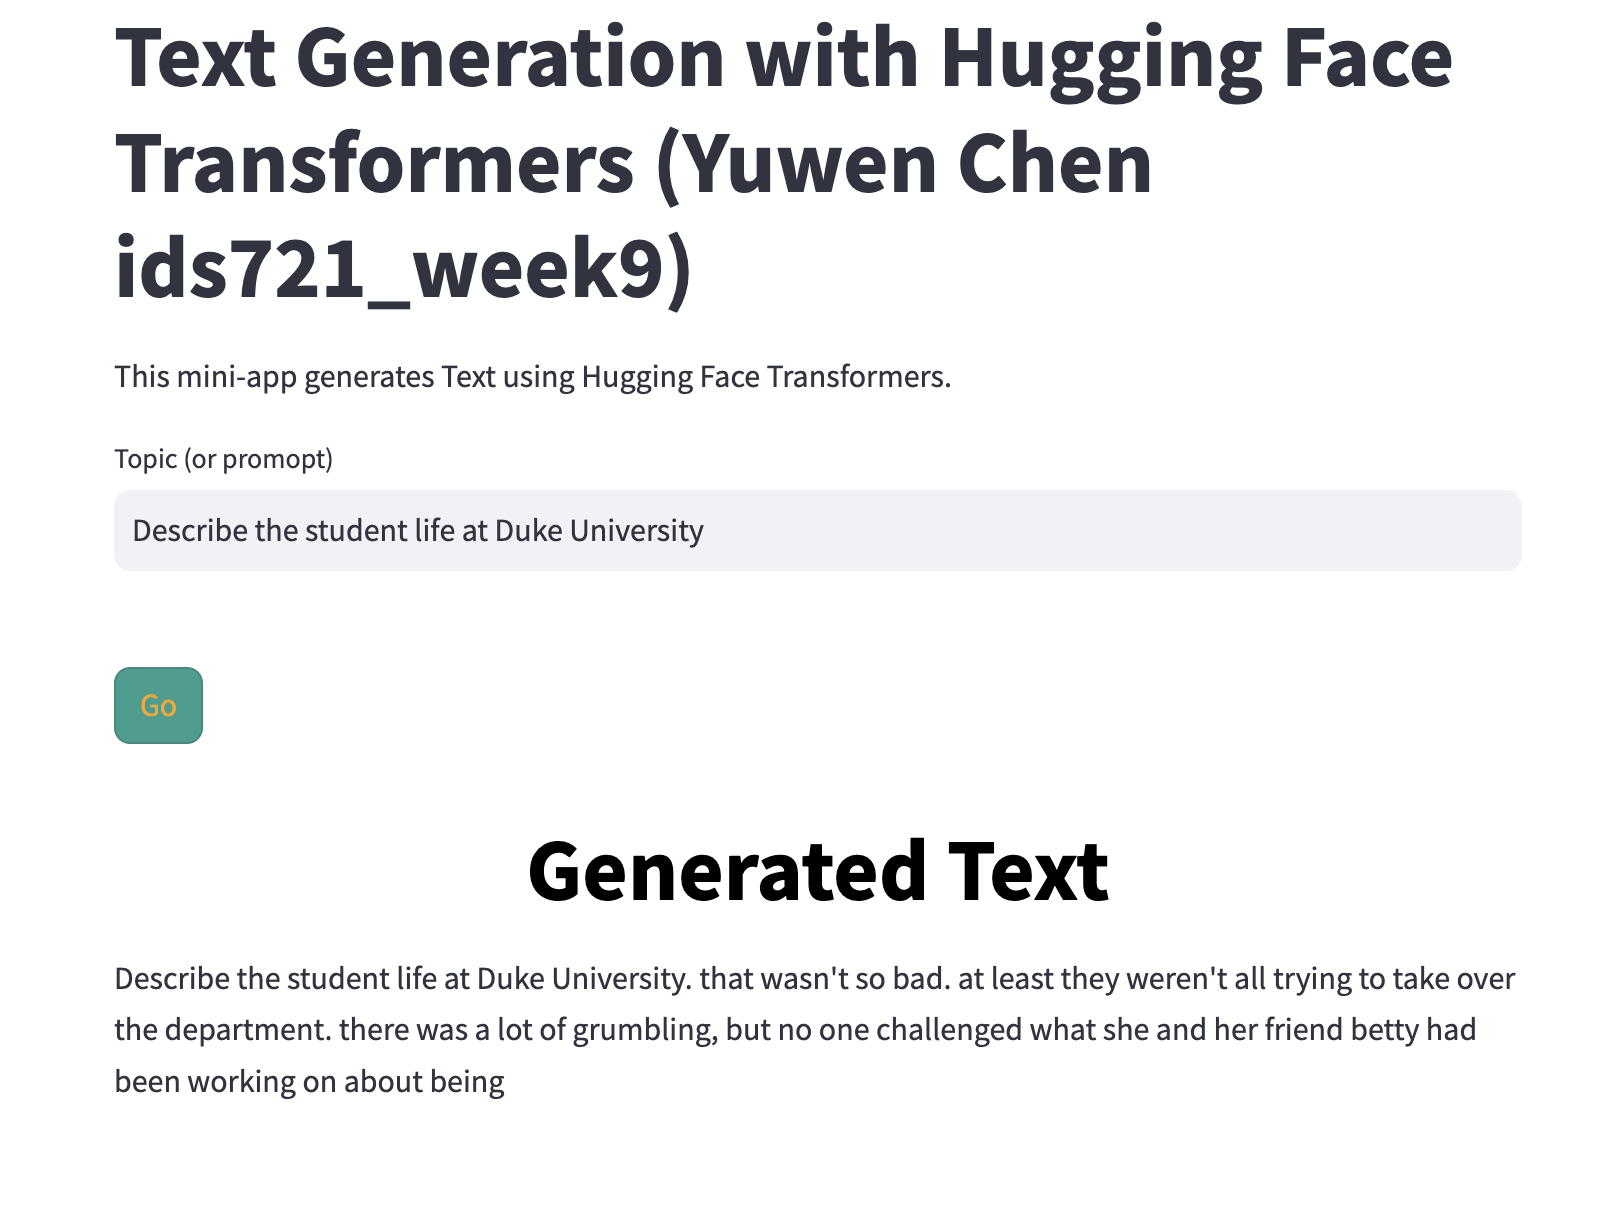 Text Generation with Hugging Face
Transformers (Yuwen Chen
ids721_week9)
This mini-app generates Text using Hugging Face Transformers.
Topic (or promopt)
Describe the student life at Duke University
Go
Generated Text
Describe the student life at Duke University. that wasn't so bad. at least they weren't all trying to take over
the department. there was a lot of grumbling, but no one challenged what she and her friend betty had
been working on about being